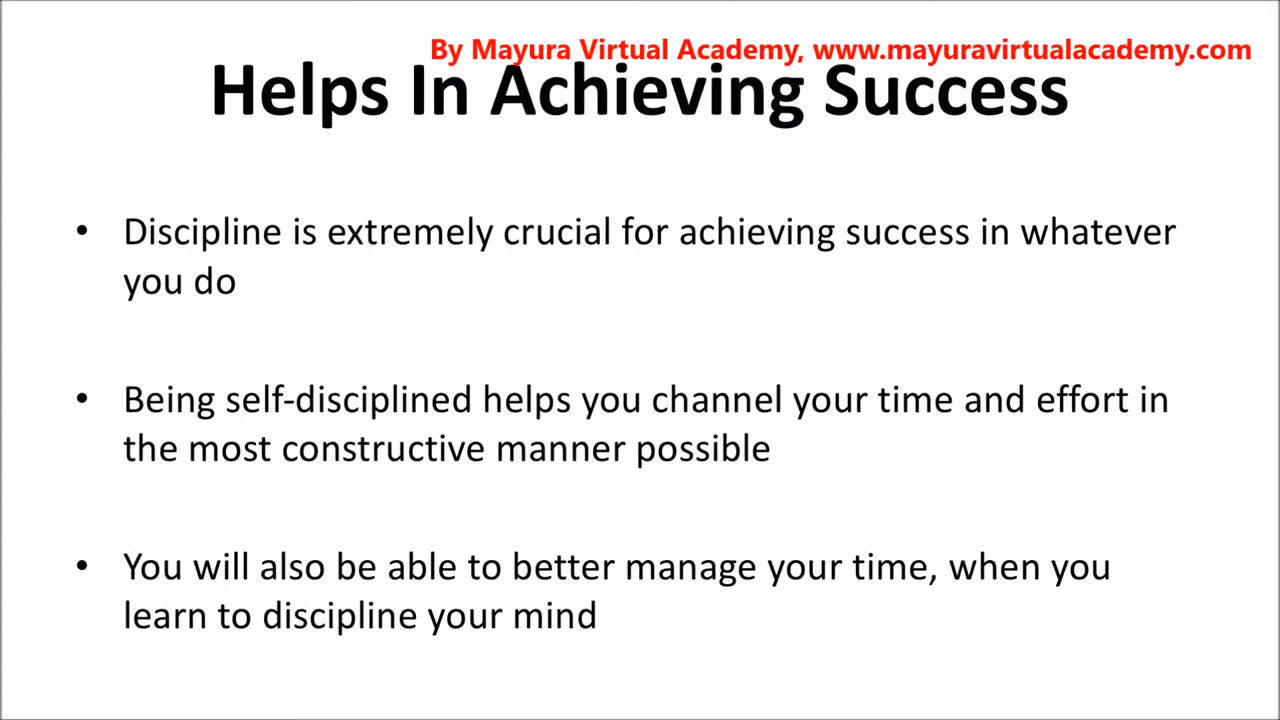 By Mayura Virtual Academy, www.mayuravirtualacademy.com
Helps In Achieving Success
• Discipline is extremely crucial for achieving success in whatever
you do
• Being self-disciplined helps you channel your time and effort in
the most constructive manner possible
• You will also be able to better manage your time, when you
learn to discipline your mind